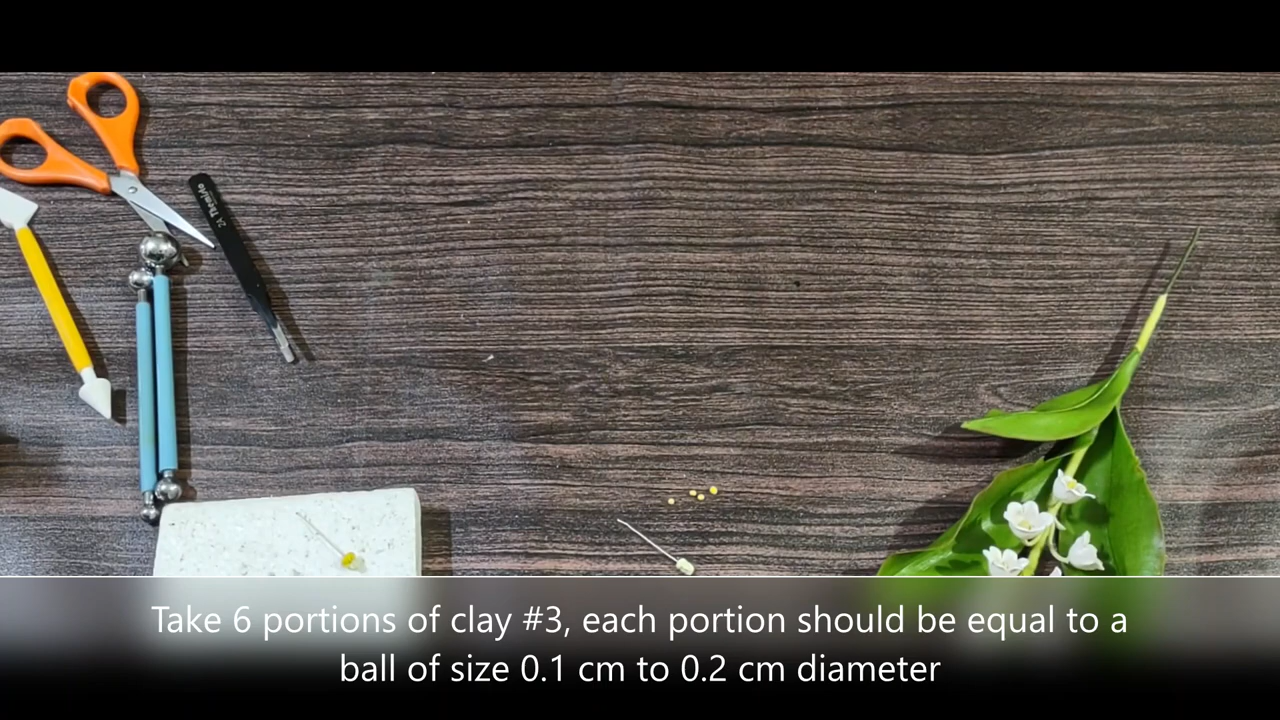 Take 6 portions of clay #3, each portion should be equal to a
ball of size 0.1 cm to 0.2 cm diameter